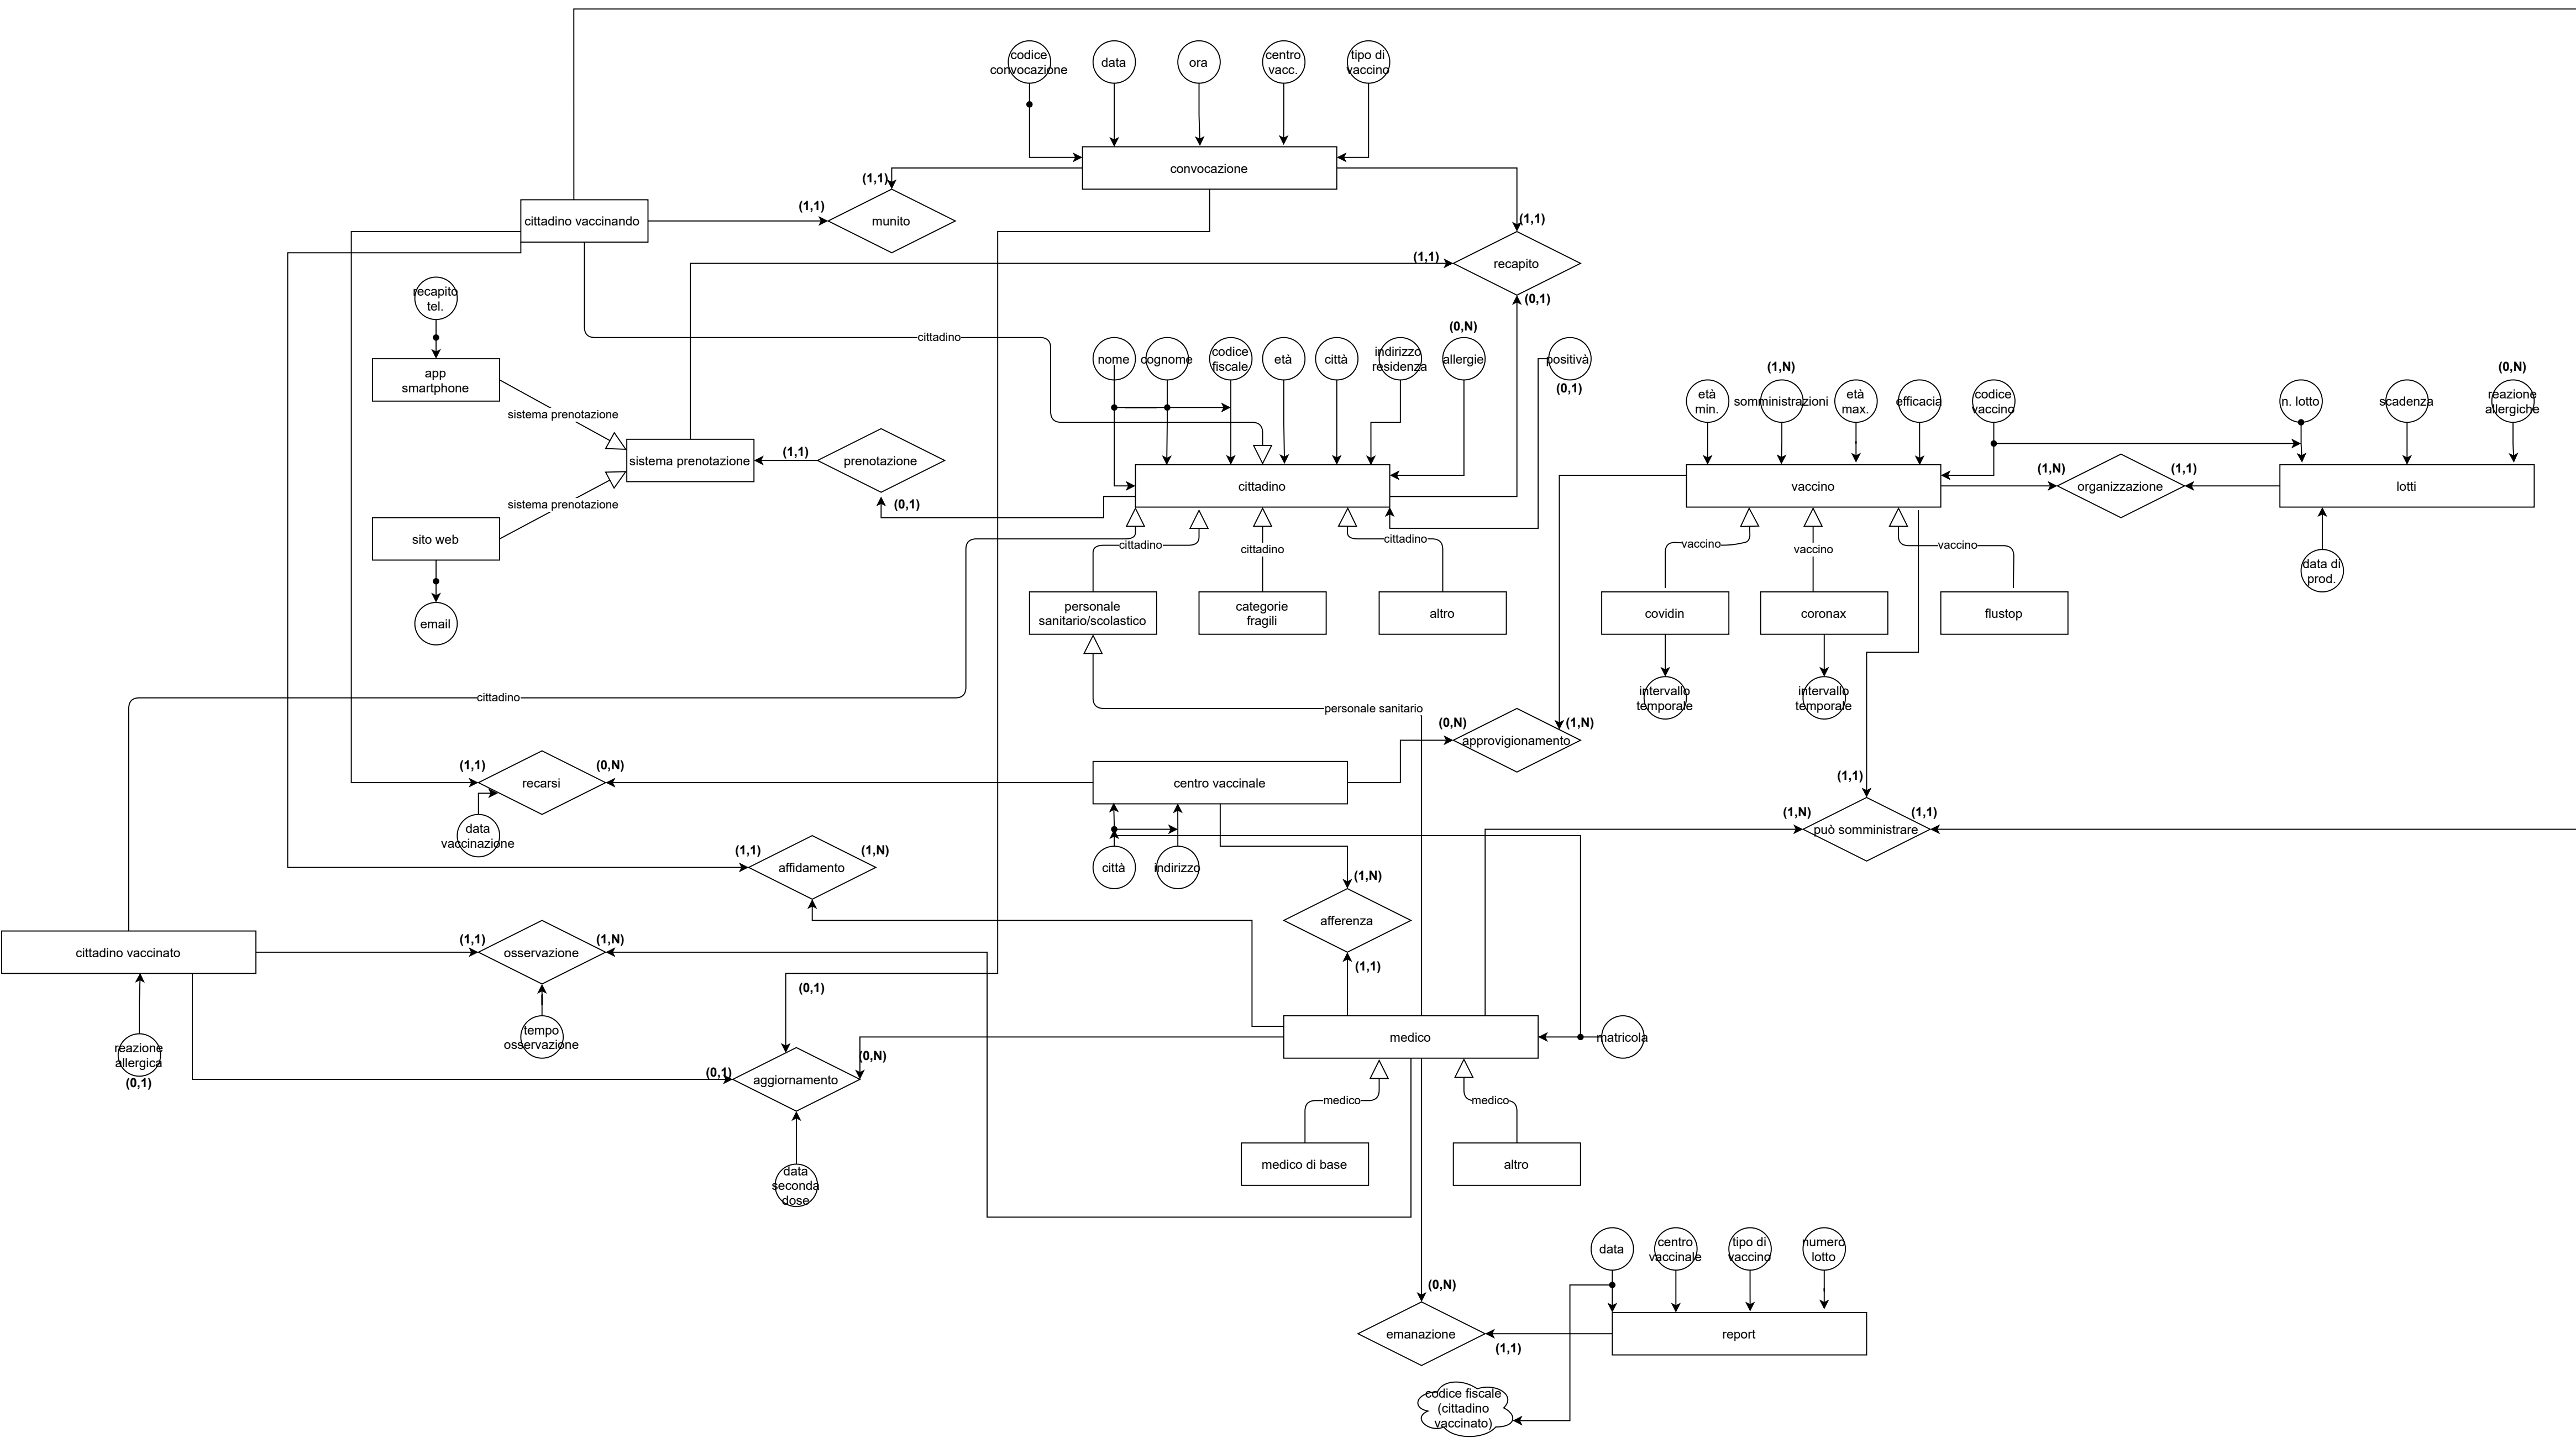 codice
convocazione
data
ora
centro
vacc.
tipo di
vaccino
convocazione
(1,1)
(1,1)
cittadino vaccinando
munito
(1,1)
(1,1)
recapito
(0,1)
recapito
tel.
cittadino
(0,N)
nome
cognome
codice
fiscale
età
città
indirizzo
residenza
allergie
positivà
(0,1)
app
smartphone
sistema prenotazione
(1,1)
sistema prenotazione
prenotazione
(0,1)
sistema prenotazione
sito web
email
cittadino
cittadino
cittadino
cittadino
personale
sanitario/scolastico
categorie
fragili
altro
(1,N)
(0,N)
età
min.
somministrazioni
età
max.
efficacia
codice
vaccino
n. lotto
scadenza
reazione
allergiche
vaccino
(1,N)
organizzazione
(1,1)
lotti
vaccino
vaccino
vaccino
data di
prod.
covidin
coronax
flustop
intervallo
temporale
intervallo
temporale
cittadino
personale sanitario
(0,N)
(1,N)
approvigionamento
(1,1)
recarsi
(0,N)
centro vaccinale
data
vaccinazione
(1,1)
(1,N)
può somministrare
(1,1)
(1,1)
affidamento
(1,N)
città
indirizzo
(1,N)
afferenza
(1,1)
cittadino vaccinato
(1,1)
osservazione
(1,N)
(0,1)
tempo
osservazione
reazione
allergica
(0,1)
(0,1)
aggiornamento
(0,N)
medico
matricola
medico
medico
medico di base
altro
data
seconda
dose
data
centro
vaccinale
tipo di
vaccino
numero
lotto
(0,N)
emanazione
(1,1)
report
codice fiscale
(cittadino
vaccinato)